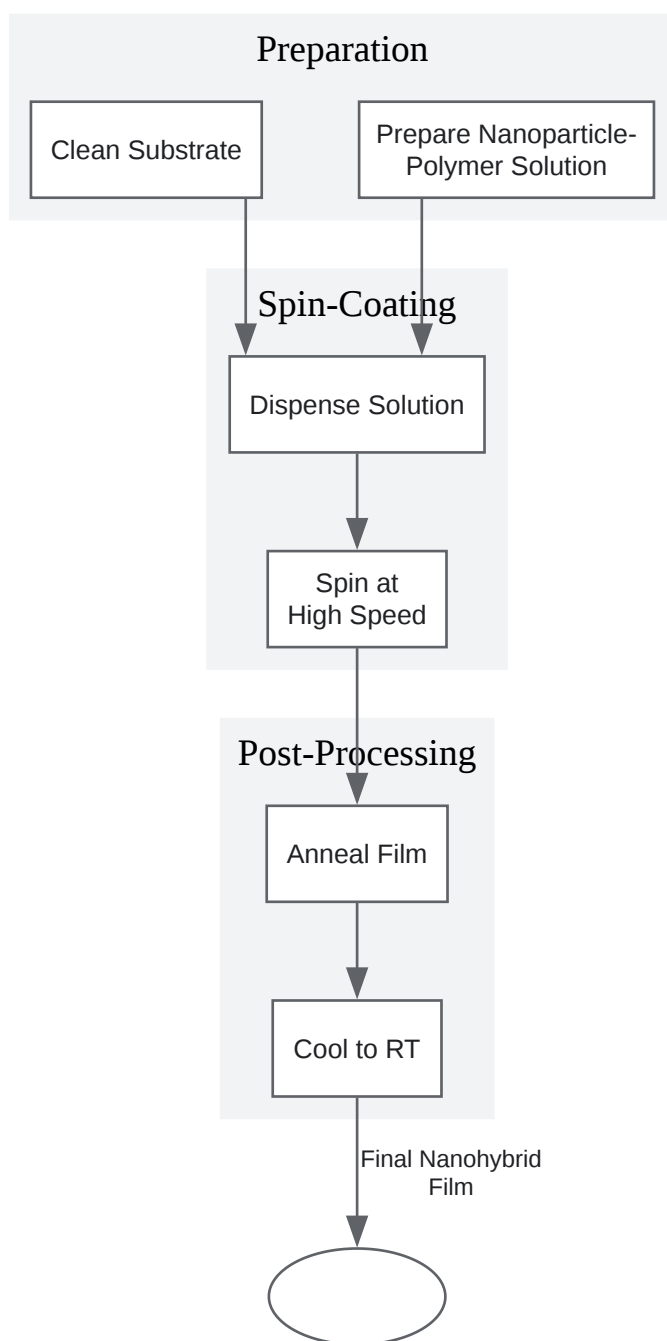 Preparation
Clean Substrate
Prepare Nanoparticle-
Polymer Solution
Spin-Coating
Dispense Solution
Spin at
High Speed
Post-Processing
Anneal Film
Cool to RT
Final Nanohybrid
Film